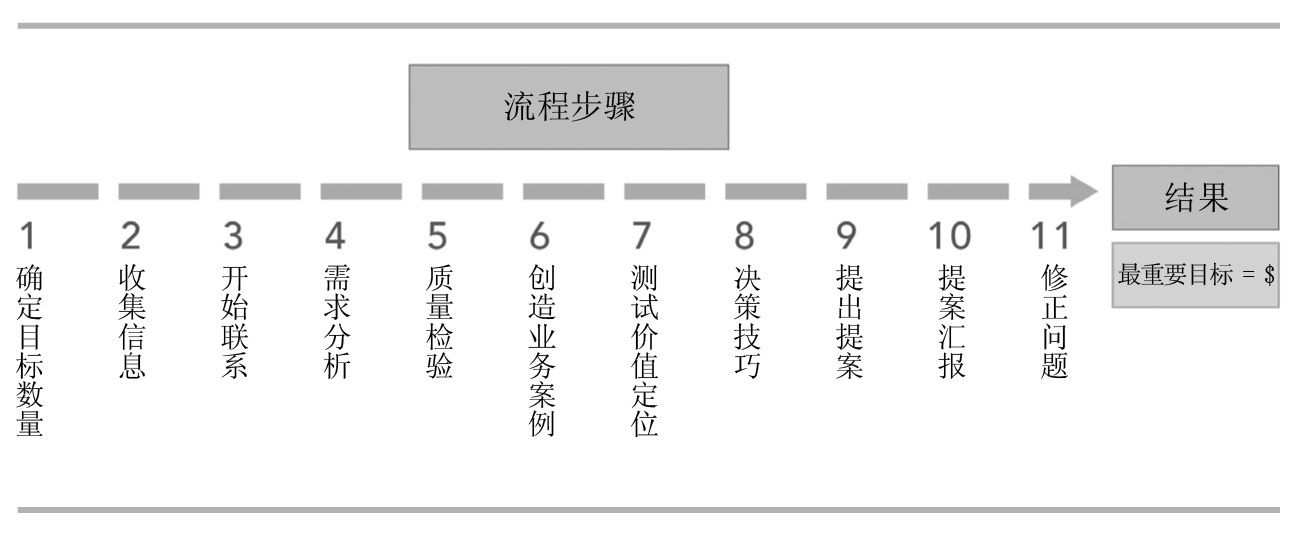 流程步骤
1
确定目标数量
2
收集信息
3
开始联系
4
需求分析
5
质量检验
6
创造业务案例
7
测试价值定位
8
决策技巧
9
提出提案
10
提案汇报
11
修正问题
结果
最重要目标 = $